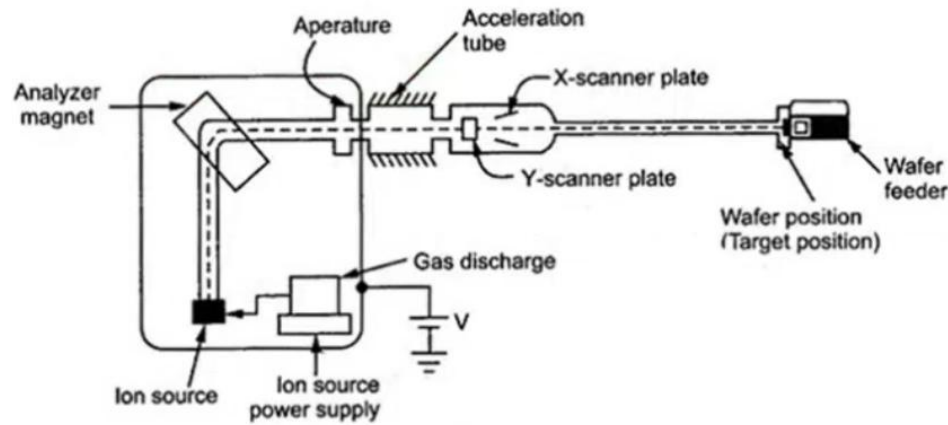 Aperature
Acceleration
tube
X-scanner plate
Analyzer
magnet
Y-scanner plate
Wafer
feeder
Wafer position
(Target position)
Gas discharge
V
Ion source
Ion source
power supply